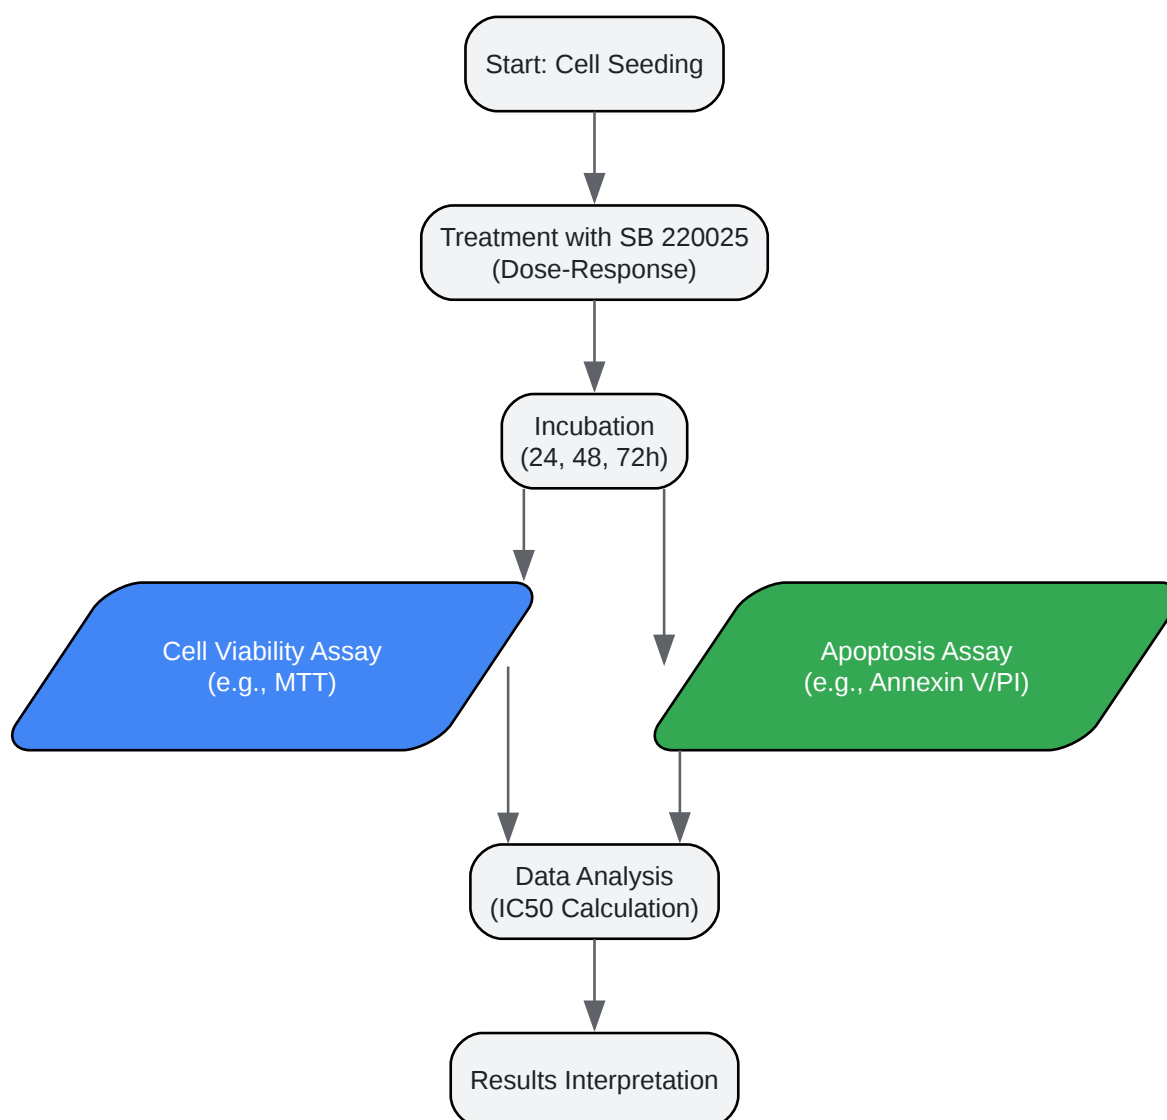 Start: Cell Seeding
Treatment with SB 220025
(Dose-Response)
Incubation
(24, 48, 72h)
Cell Viability Assay
(e.g., MTT)
Apoptosis Assay
(e.g., Annexin V/PI)
Data Analysis
(IC50 Calculation)
Results Interpretation